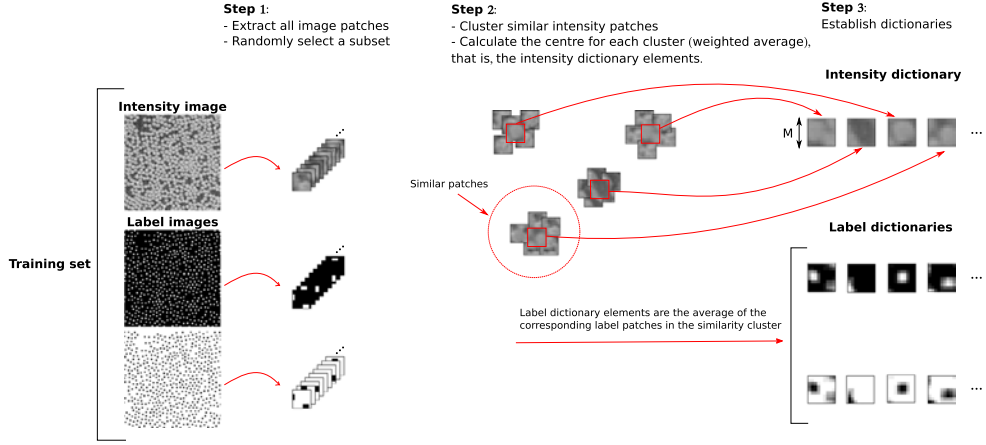 Step 1:
- Extract all image patches
- Randomly select a subset
Step 2:
- Cluster similar intensity patches
- Calculate the centre for each cluster (weighted average),
that is, the intensity dictionary elements.
Step 3:
Establish dictionaries
Training set
Intensity image
Label images
Similar patches
Intensity dictionary
M
...
Label dictionaries
Label dictionary elements are the average of the
corresponding label patches in the similarity cluster
...
...